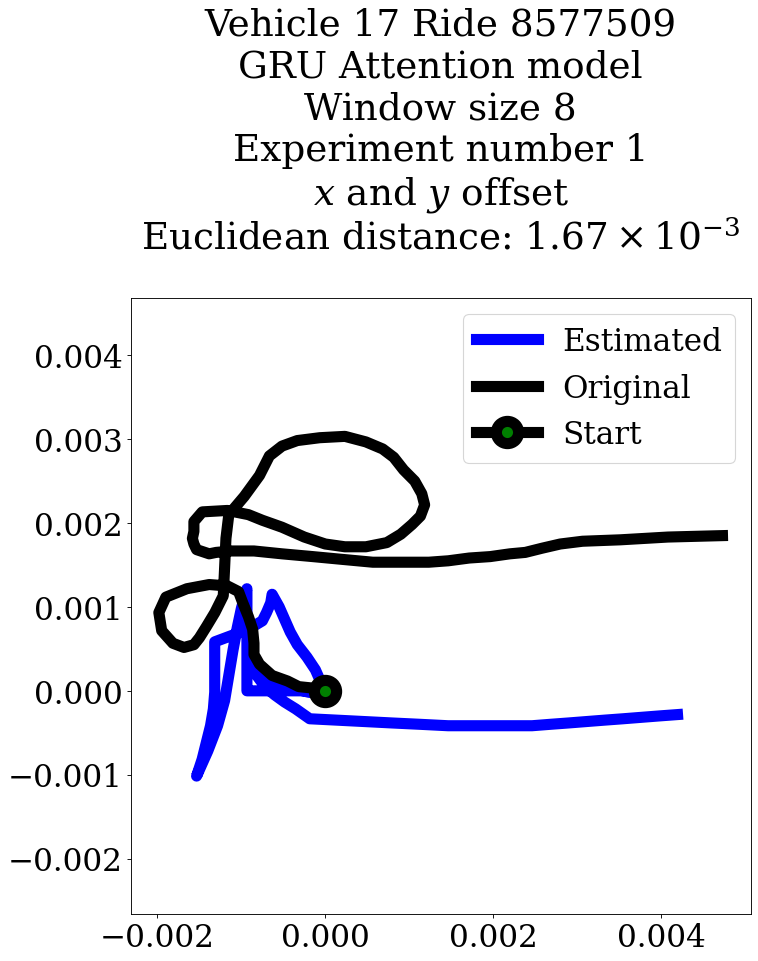 Vehicle 17 Ride 8577509
GRU Attention model
Window size 8
Experiment number 1
x and y offset
Euclidean distance: 1.67 × 10⁻³
Estimated
Original
Start
0.004
0.003
0.002
0.001
0.000
−0.001
−0.002
−0.002 0.000 0.002 0.004